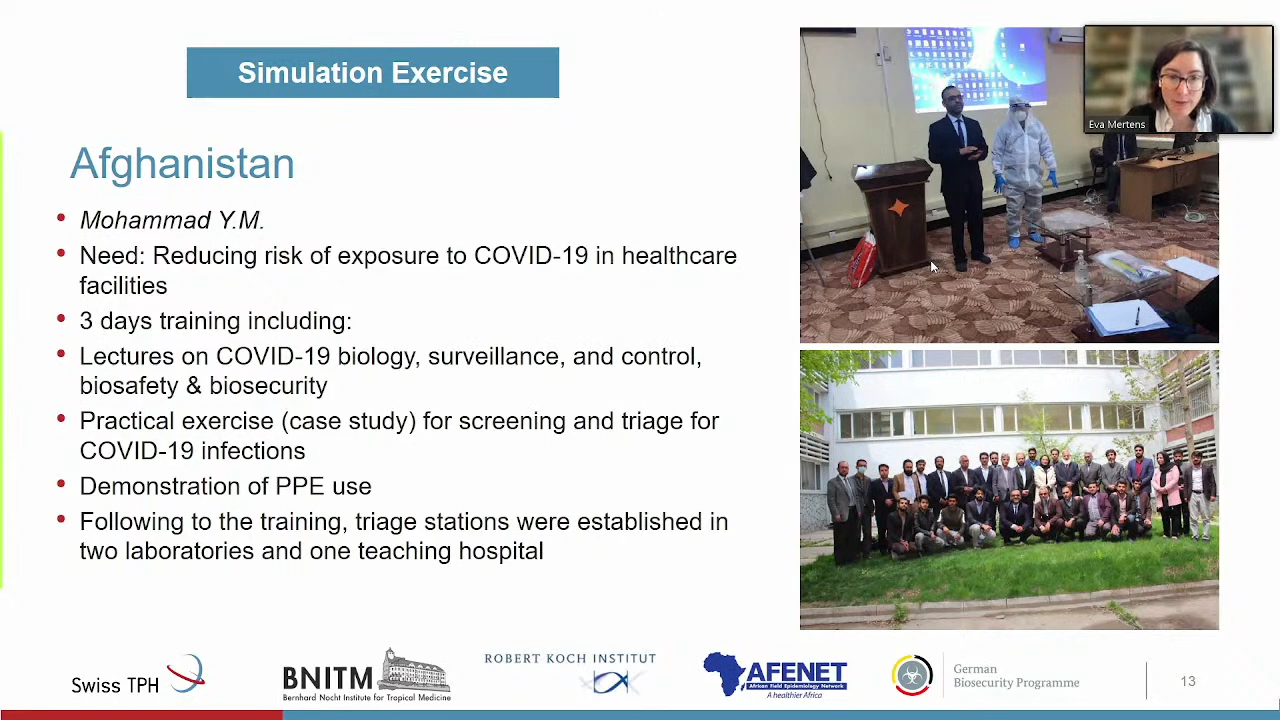 Simulation Exercise
Eva Mertens
Afghanistan
Mohammad Y.M.
Need: Reducing risk of exposure to COVID-19 in healthcare
facilities
3 days training including:
Lectures on COVID-19 biology, surveillance, and control,
biosafety & biosecurity
Practical exercise (case study) for screening and triage for
COVID-19 infections
Demonstration of PPE use
Following to the training, triage stations were established in
two laboratories and one teaching hospital
Swiss TPH
BNITM
Bernhard Nocht Institute for Tropical Medicine
ROBERT KOCH INSTITUT
AFENET
African Field Epidemiology Network
A healthier Africa
German
Biosecurity Programme
13